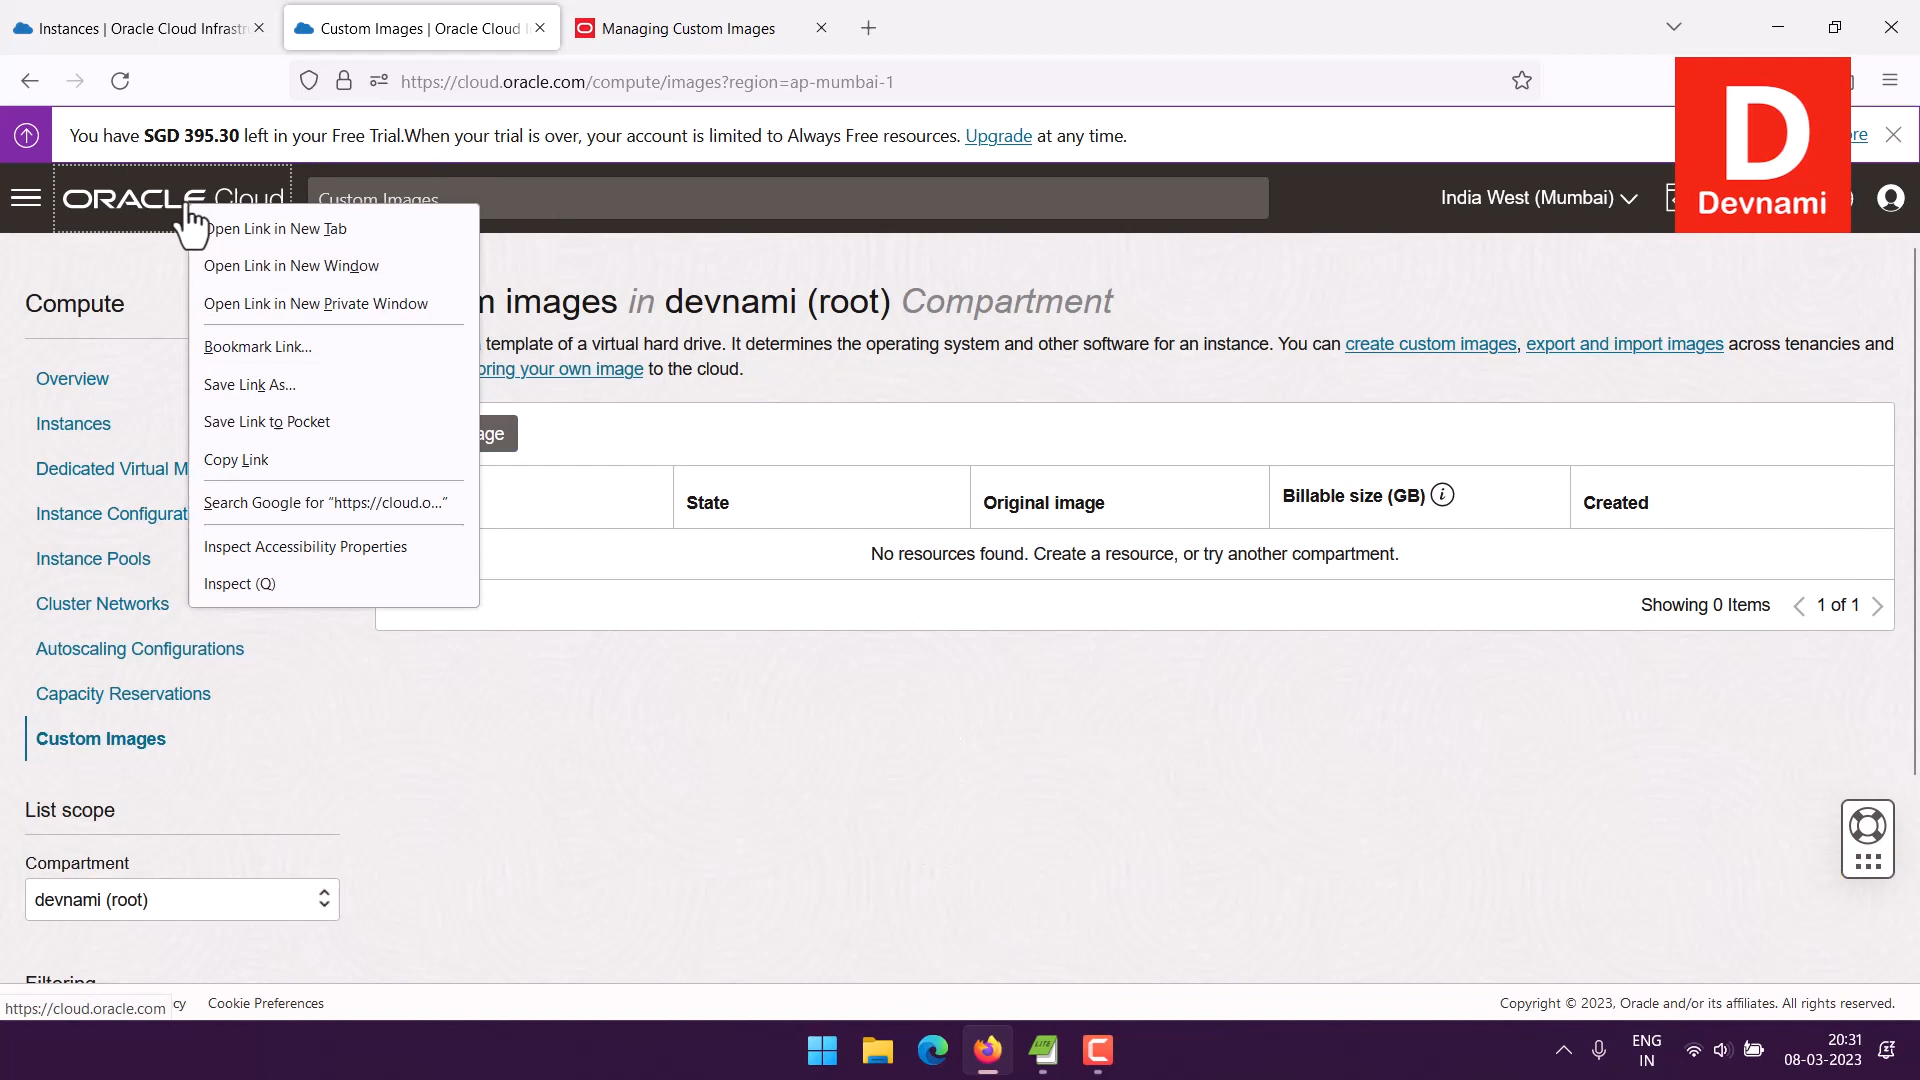 Instances | Oracle Cloud Infrastr
Custom Images | Oracle Cloud I
Managing Custom Images
https://cloud.oracle.com/compute/images?region=ap-mumbai-1
You have SGD 395.30 left in your Free Trial.When your trial is over, your account is limited to Always Free resources. Upgrade at any time.
D
Devnami
ORACLE Cloud
Custom Images
India West (Mumbai)
Open Link in New Tab
Open Link in New Window
Open Link in New Private Window
Bookmark Link...
Save Link As...
Save Link to Pocket
Copy Link
Search Google for "https://cloud.o..."
Inspect Accessibility Properties
Inspect (Q)
Compute
Overview
Instances
Dedicated Virtual M
Instance Configurat
Instance Pools
Cluster Networks
Autoscaling Configurations
Capacity Reservations
Custom Images
List scope
Compartment
devnami (root)
Filtering
images in devnami (root) Compartment
template of a virtual hard drive. It determines the operating system and other software for an instance. You can create custom images, export and import images across tenancies and
bring your own image to the cloud.
age
State
Original image
Billable size (GB)
Created
No resources found. Create a resource, or try another compartment.
Showing 0 Items
1 of 1
https://cloud.oracle.com
cy
Cookie Preferences
Copyright © 2023, Oracle and/or its affiliates. All rights reserved.
LITE
ENG
IN
20:31
08-03-2023